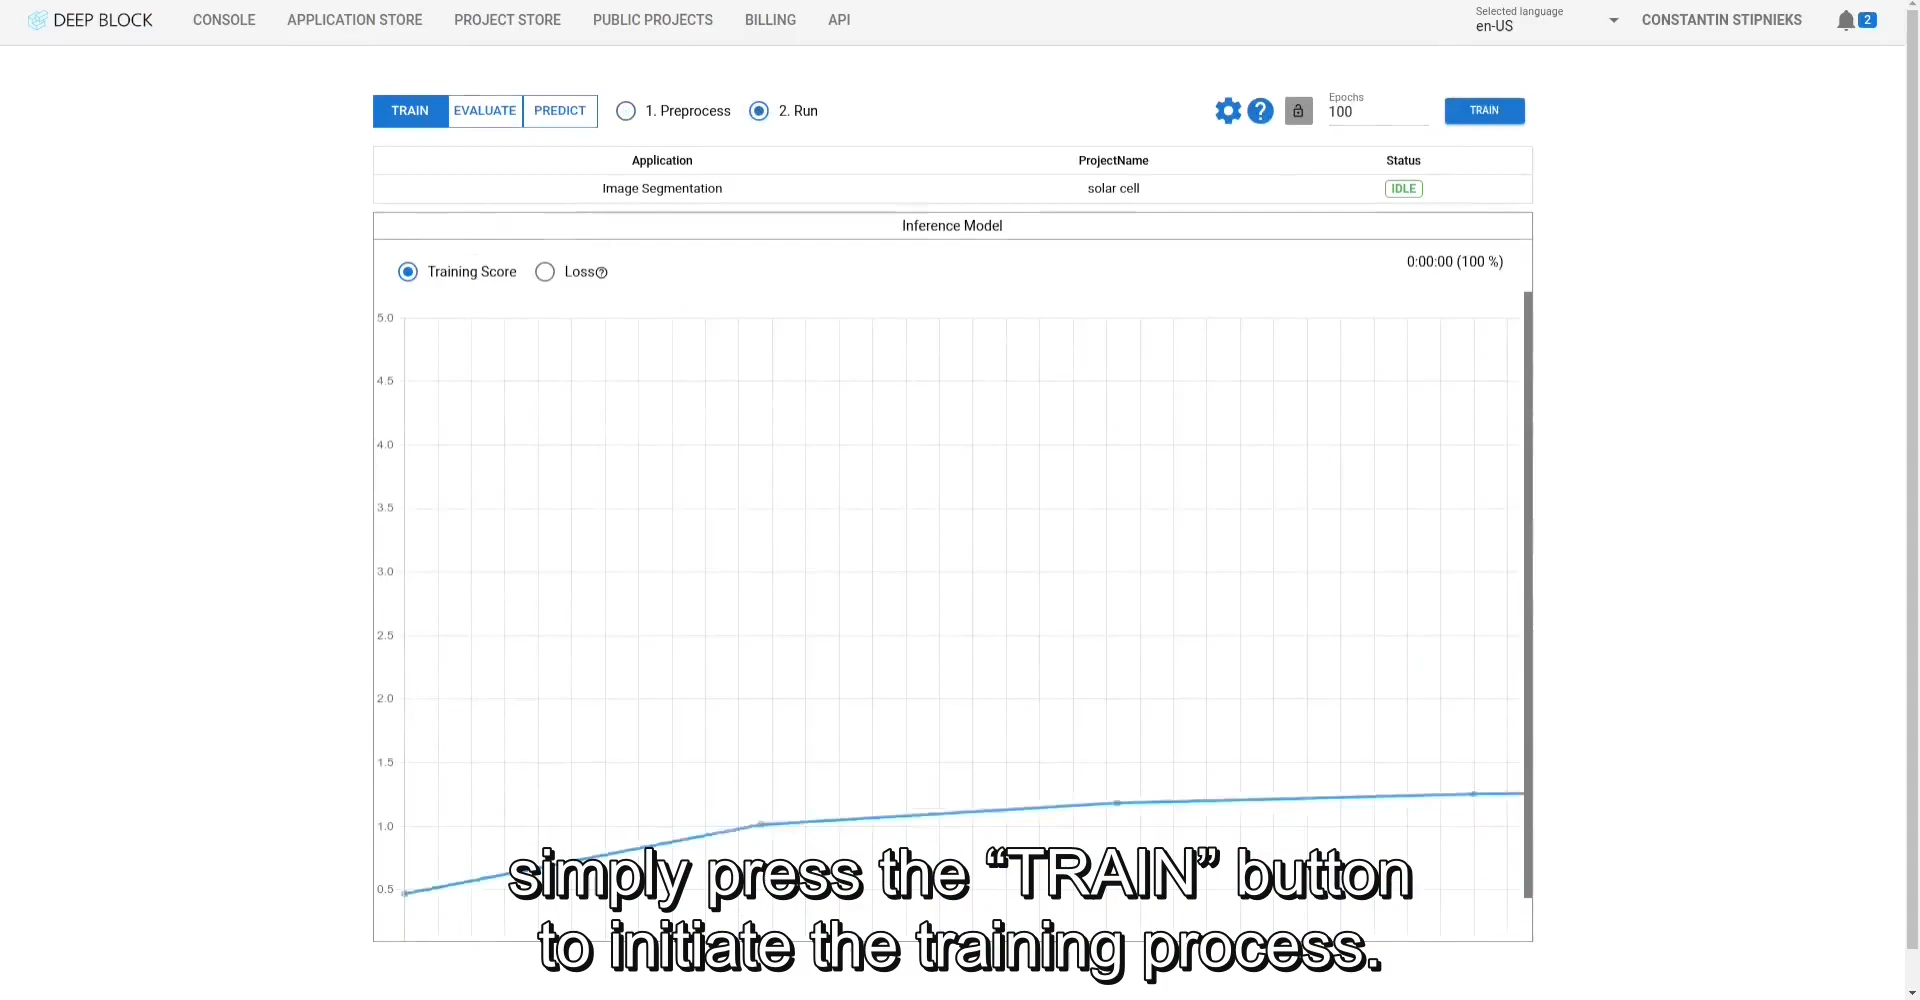 DEEP BLOCK CONSOLE APPLICATION STORE PROJECT STORE PUBLIC PROJECTS BILLING API Selected language CONSTANTIN STIPNIEKS 2
en-US
TRAIN EVALUATE PREDICT 1. Preprocess 2. Run ? Epochs TRAIN
100
Application ProjectName Status
Image Segmentation solar cell IDLE
Inference Model
Training Score Loss? 0:00:00 (100 %)
5.0
4.5
4.0
3.5
3.0
2.5
2.0
1.5
1.0
0.5
simply press the “TRAIN” button
to initiate the training process.